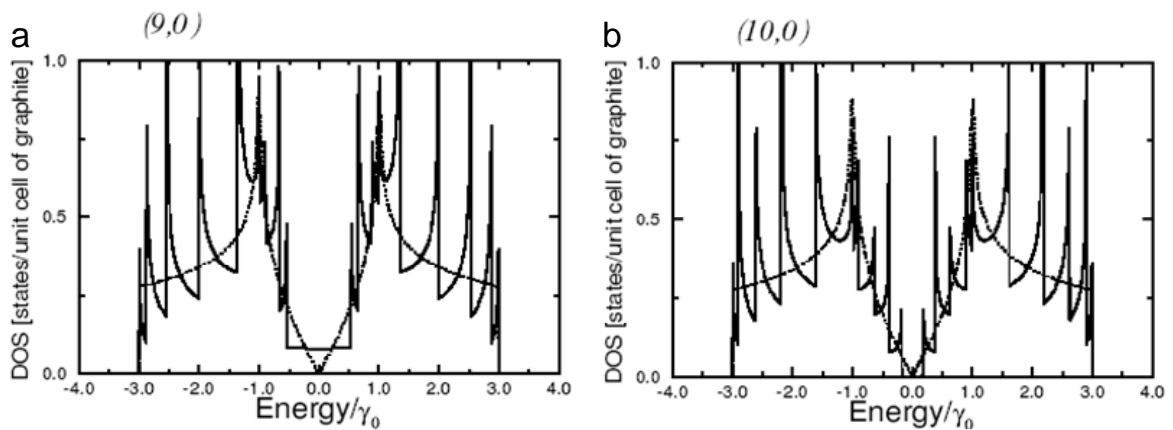 a
(9,0)
DOS [states/unit cell of graphite]
1.0
0.5
0.0
-4.0 -3.0 -2.0 -1.0 0.0 1.0 2.0 3.0 4.0
Energy/γ₀
b
(10,0)
DOS [states/unit cell of graphite]
1.0
0.5
0
-4.0 -3.0 -2.0 -1.0 0.0 1.0 2.0 3.0 4.0
Energy/γ₀